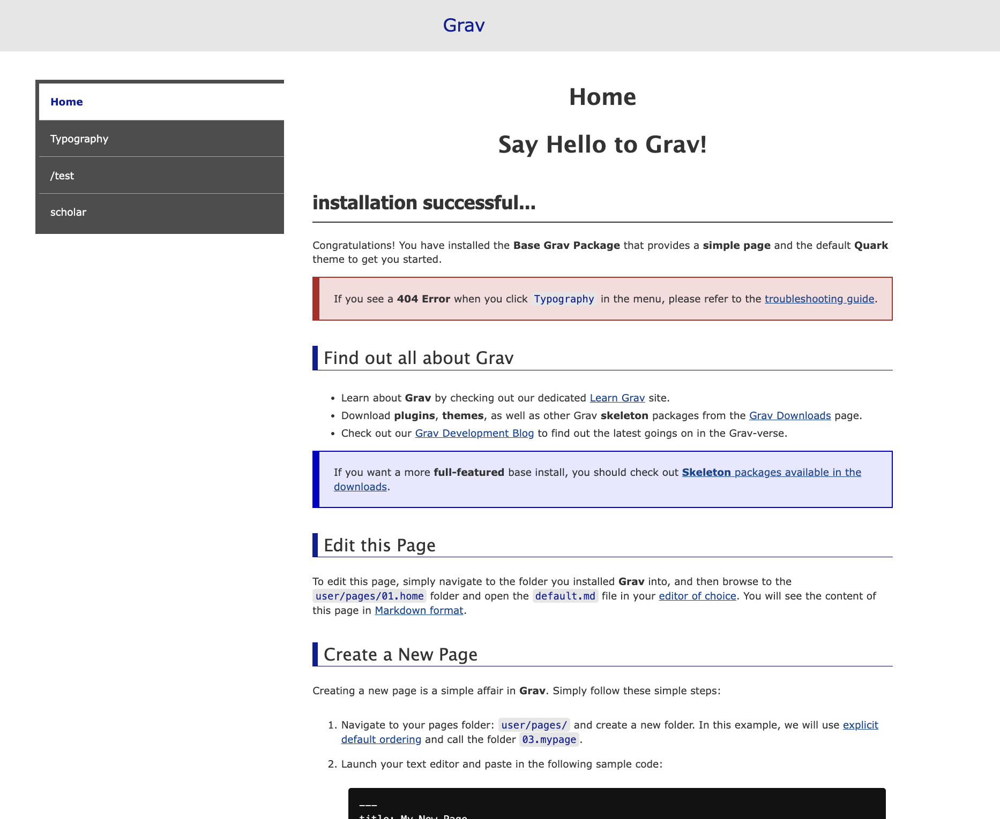 Grav
Home
Typography
/test
scholar
Home
Say Hello to Grav!
installation successful...
Congratulations! You have installed the Base Grav Package that provides a simple page and the default Quark
theme to get you started.
If you see a 404 Error when you click Typography in the menu, please refer to the troubleshooting guide.
Find out all about Grav
• Learn about Grav by checking out our dedicated Learn Grav site.
• Download plugins, themes, as well as other Grav skeleton packages from the Grav Downloads page.
• Check out our Grav Development Blog to find out the latest goings on in the Grav-verse.
If you want a more full-featured base install, you should check out Skeleton packages available in the
downloads.
Edit this Page
To edit this page, simply navigate to the folder you installed Grav into, and then browse to the
user/pages/01.home folder and open the default.md file in your editor of choice. You will see the content of
this page in Markdown format.
Create a New Page
Creating a new page is a simple affair in Grav. Simply follow these simple steps:
1. Navigate to your pages folder: user/pages/ and create a new folder. In this example, we will use explicit
default ordering and call the folder 03.mypage.
2. Launch your text editor and paste in the following sample code:
---
title: My New Page